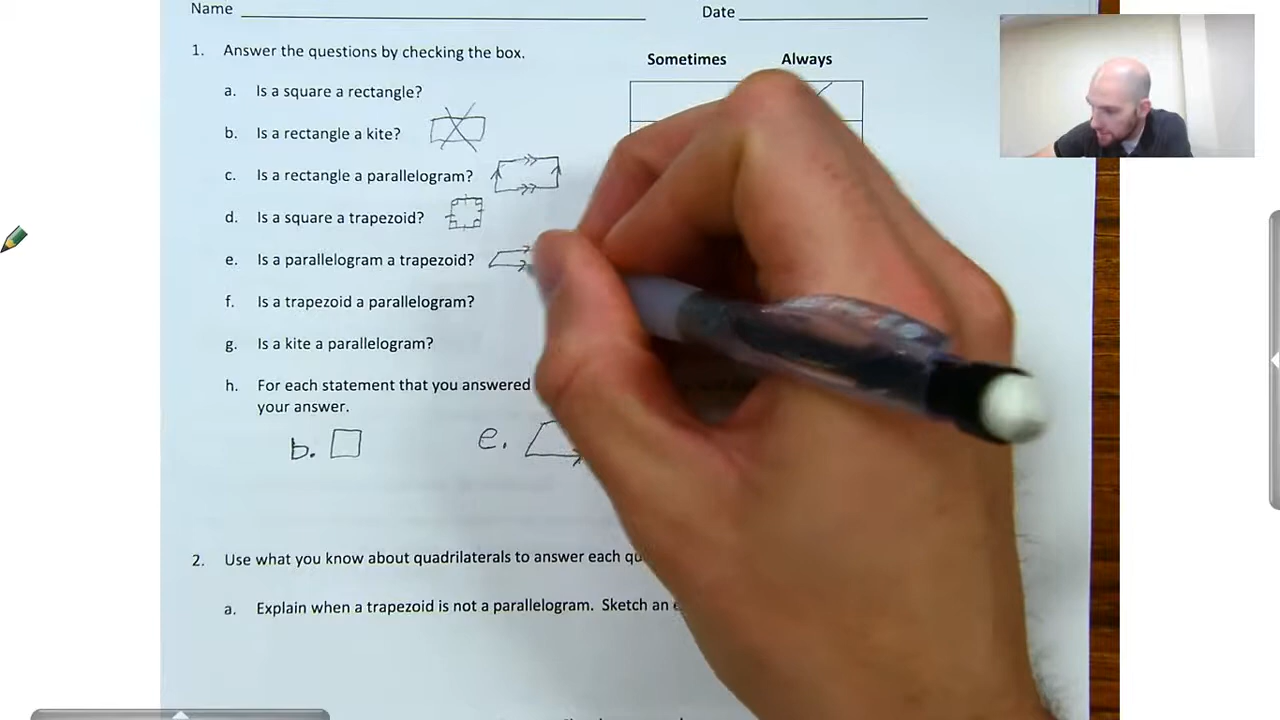 Name Date
1. Answer the questions by checking the box.
Sometimes Always
a. Is a square a rectangle?
b. Is a rectangle a kite?
c. Is a rectangle a parallelogram?
d. Is a square a trapezoid?
e. Is a parallelogram a trapezoid?
f. Is a trapezoid a parallelogram?
g. Is a kite a parallelogram?
h. For each statement that you answered
your answer.
b. e.
2. Use what you know about quadrilaterals to answer each
a. Explain when a trapezoid is not a parallelogram. Sketch an